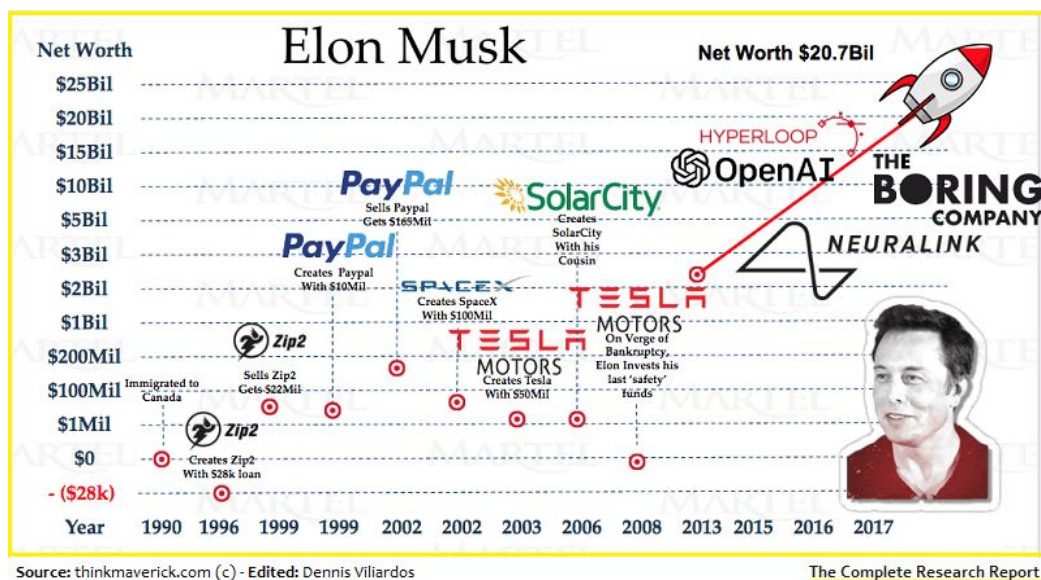 Elon Musk
Net Worth
Net Worth $20.7Bil
$25Bil
$20Bil
$15Bil
$10Bil
$5Bil
$3Bil
$2Bil
$1Bil
$200Mil
$100Mil
$1Mil
$0
- ($28k)
Immigrated to
Canada
Zip2
Creates Zip2
With $28k loan
Zip2
Sells Zip2
Gets $22Mil
PayPal
Creates Paypal
With $10Mil
PayPal
Sells Paypal
Gets $165Mil
SPACEX
Creates SpaceX
With $100Mil
TESLA
MOTORS
Creates Tesla
With $50Mil
SolarCity
Creates
SolarCity
With his
Cousin
TESLA
MOTORS
On Verge of
Bankruptcy,
Elon Invests his
last 'safety'
funds
HYPERLOOP
OpenAI
THE
BORING
COMPANY
NEURALINK
Year 1990 1996 1999 1999 2002 2002 2003 2006 2008 2013 2015 2016 2017
MARTEL
Source: thinkmaverick.com (c) - Edited: Dennis Viliardos
The Complete Research Report